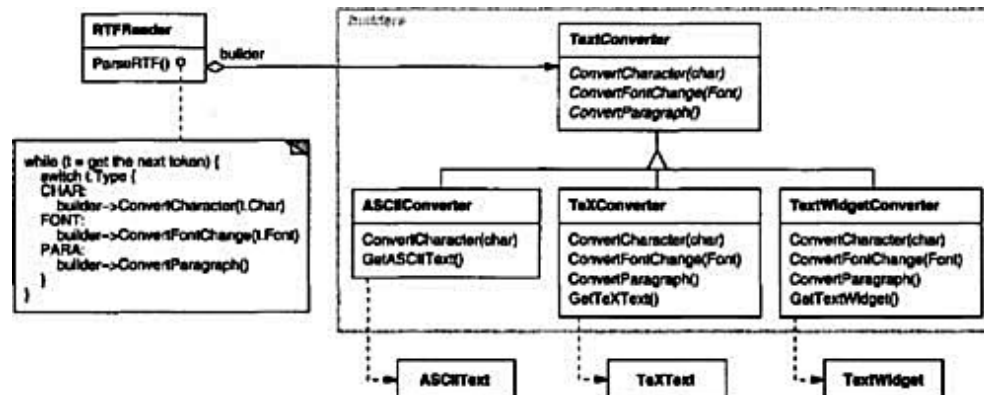 RTFReader
ParseRTF()
builder
builders
TextConverter
ConvertCharacter(char)
ConvertFontChange(Font)
ConvertParagraph()
while (t = get the next token) {
switch t.Type {
CHAR:
builder->ConvertCharacter(t.Char)
FONT:
builder->ConvertFontChange(t.Font)
PARA:
builder->ConvertParagraph()
}
}
ASCIIConverter
ConvertCharacter(char)
GetASCIIText()
TeXConverter
ConvertCharacter(char)
ConvertFontChange(Font)
ConvertParagraph()
GetTeXText()
TextWidgetConverter
ConvertCharacter(char)
ConvertFontChange(Font)
ConvertParagraph()
GetTextWidget()
ASCIIText
TeXText
TextWidget